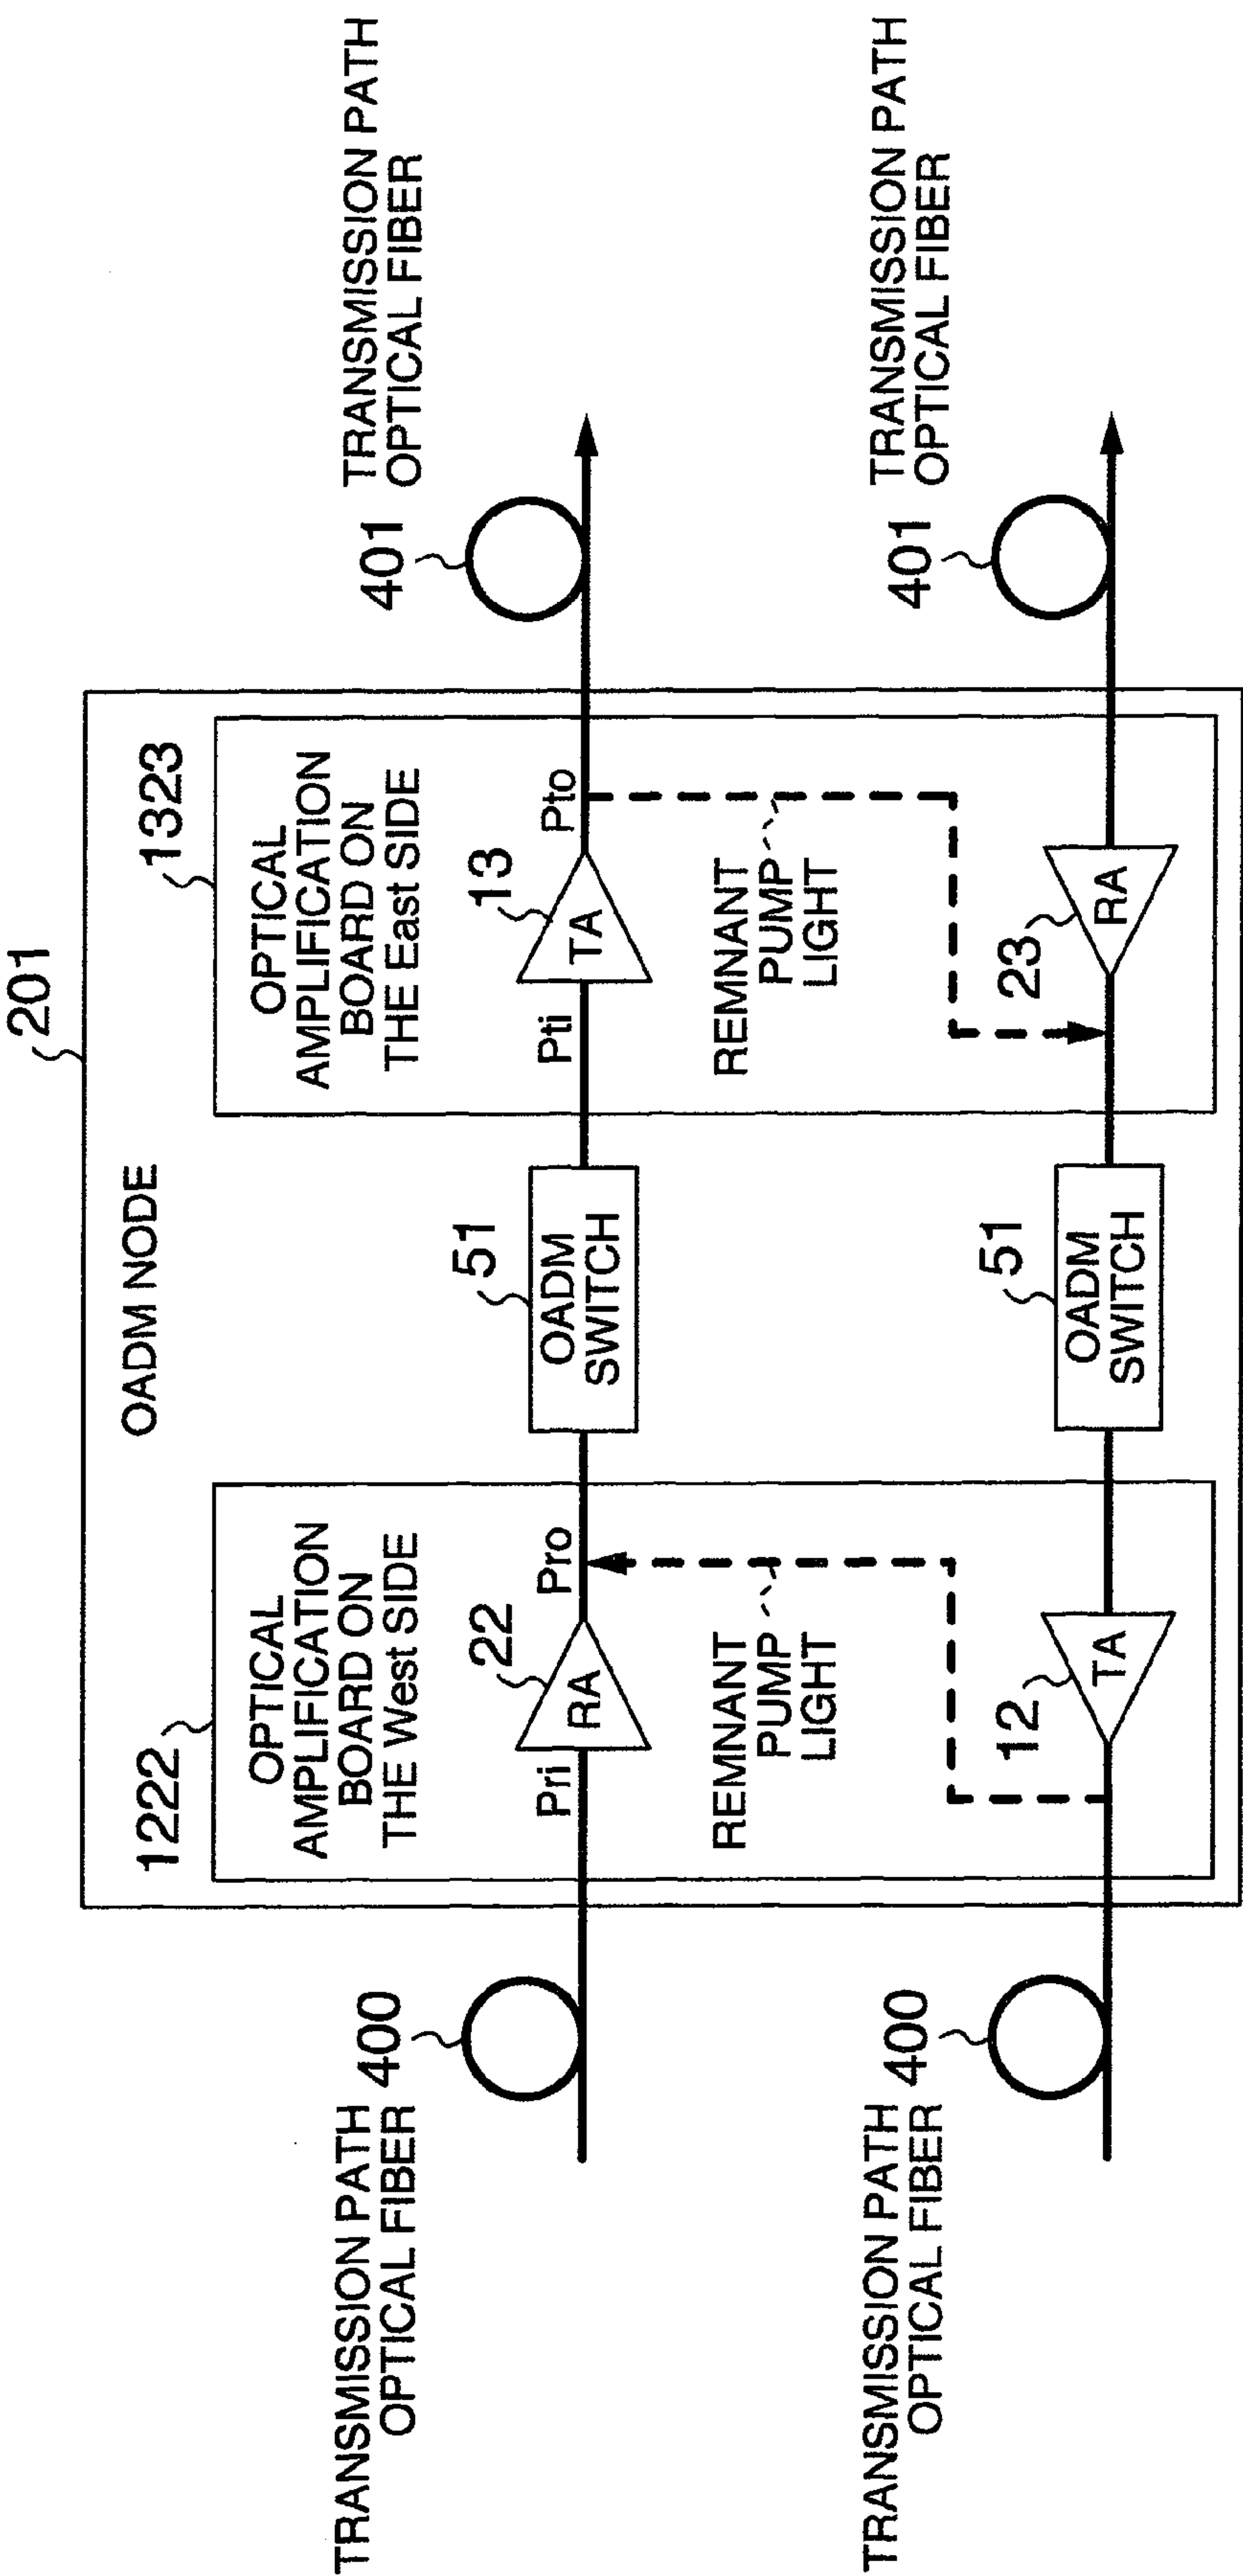 201
OADM NODE
1222
OPTICAL
AMPLIFICATION
BOARD ON
THE West SIDE
1323
OPTICAL
AMPLIFICATION
BOARD ON
THE East SIDE
TRANSMISSION PATH
OPTICAL FIBER
400
Pri
RA
22
Pro
51
OADM
SWITCH
Pti
TA
13
Pto
401
TRANSMISSION PATH
OPTICAL FIBER
REMNANT
PUMP
LIGHT
REMNANT
PUMP
LIGHT
TRANSMISSION PATH
OPTICAL FIBER
400
12
TA
51
OADM
SWITCH
23
RA
401
TRANSMISSION PATH
OPTICAL FIBER